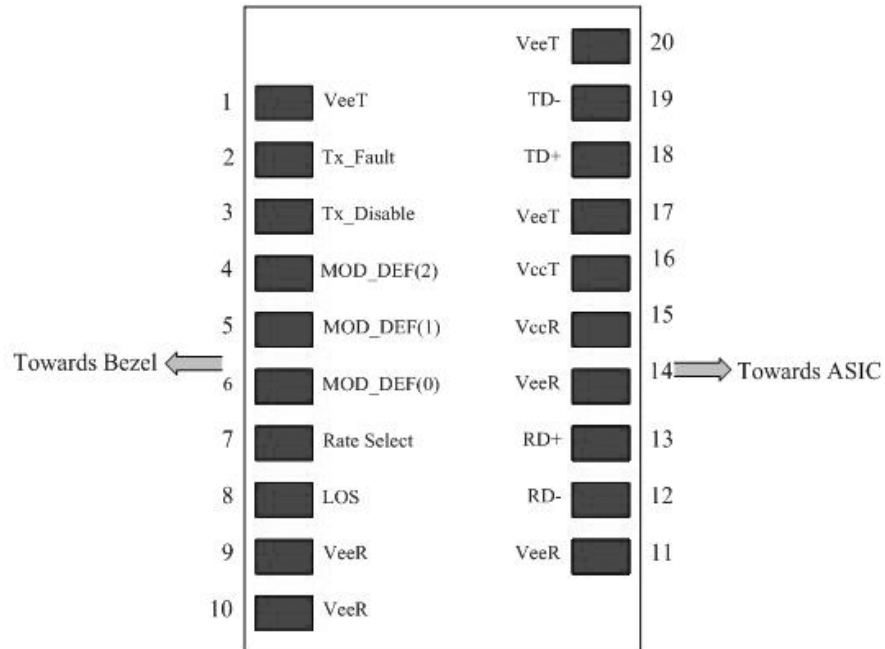 VeeT 20
1 VeeT TD- 19
2 Tx_Fault TD+ 18
3 Tx_Disable VeeT 17
4 MOD_DEF(2) VccT 16
5 MOD_DEF(1) VccR 15
Towards Bezel
6 MOD_DEF(0) VeeR 14
Towards ASIC
7 Rate Select RD+ 13
8 LOS RD- 12
9 VeeR VeeR 11
10 VeeR